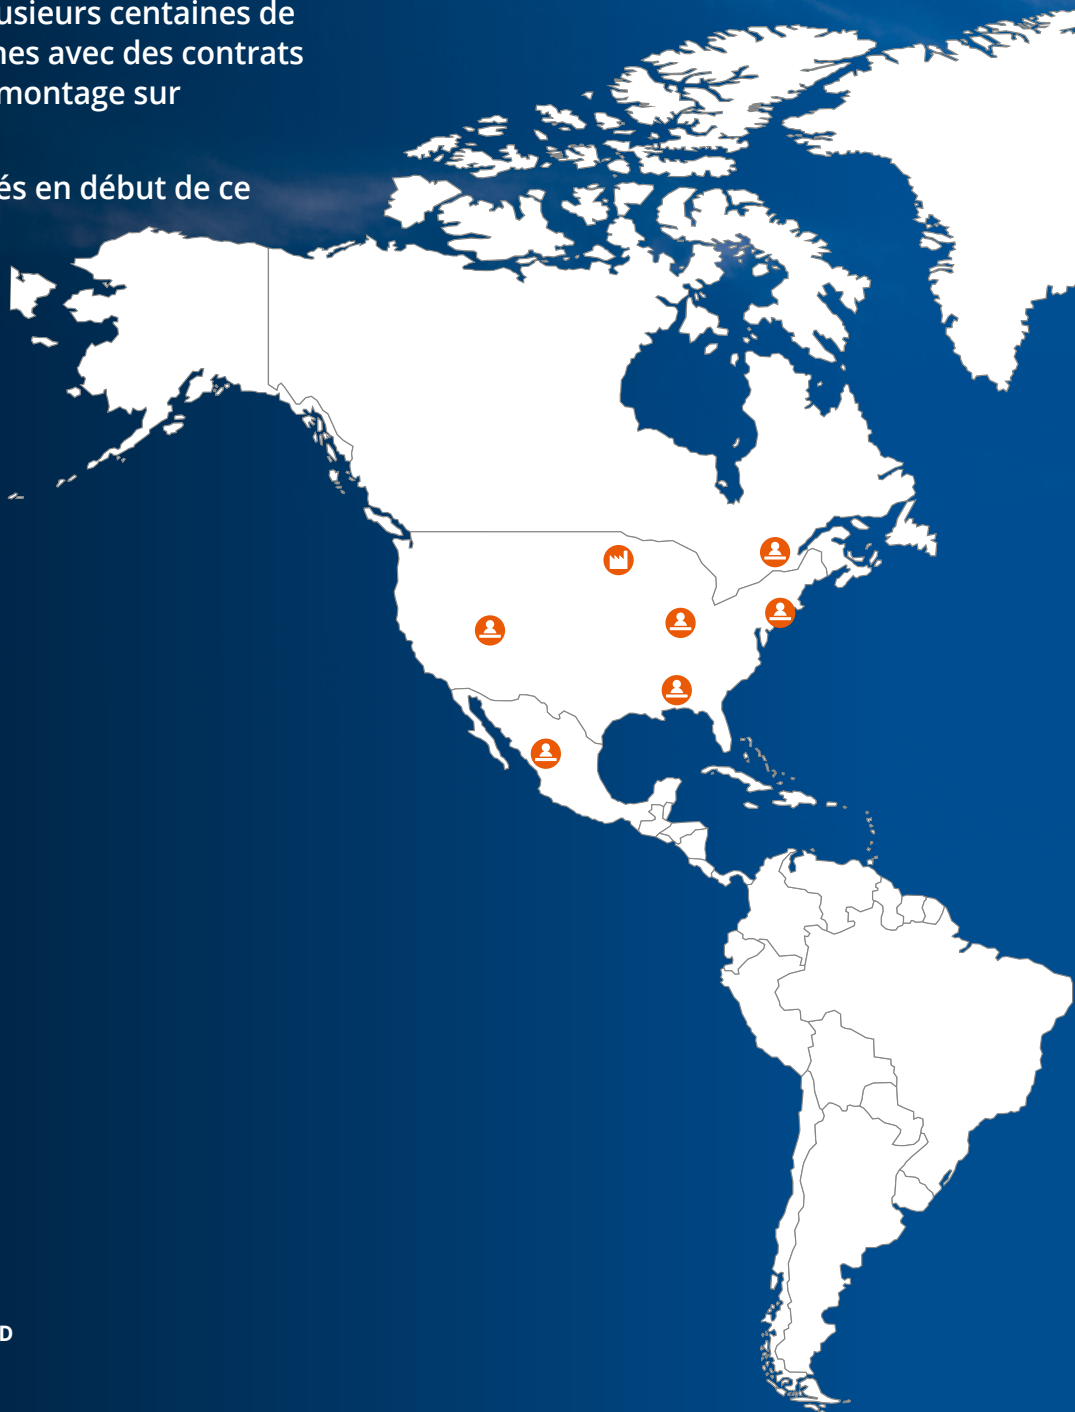 usieurs centaines de
nes avec des contrats
montage sur
és en début de ce
D